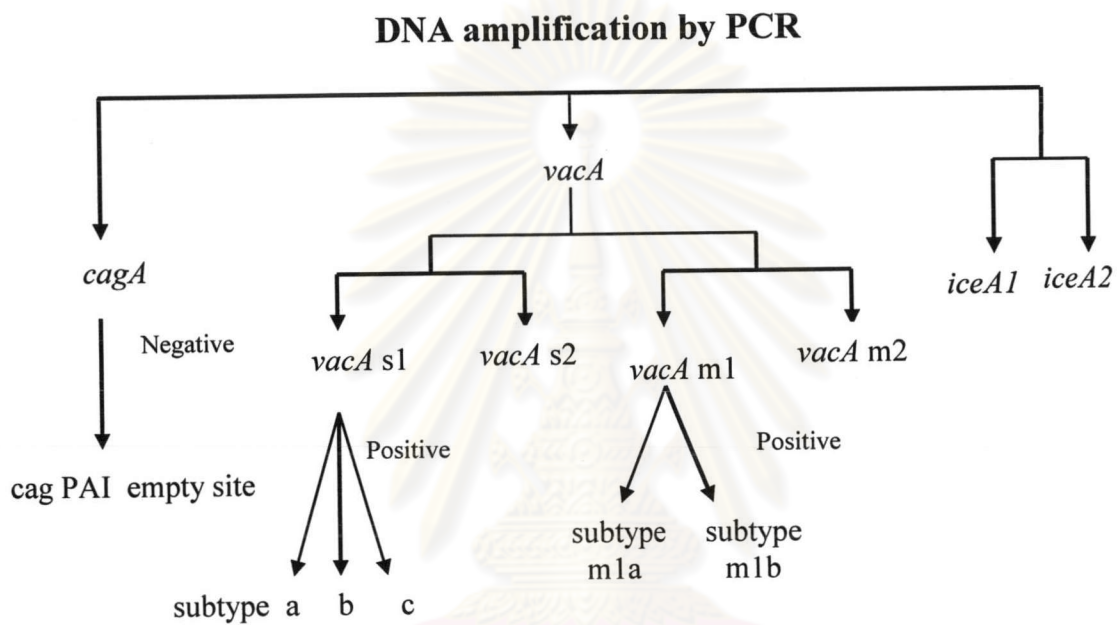 DNA amplification by PCR
vacA
cagA
iceA1 iceA2
Negative
vacA s1
vacA s2
vacA m1
vacA m2
Positive
Positive
cag PAI empty site
subtype
m1a
subtype
m1b
subtype a b c